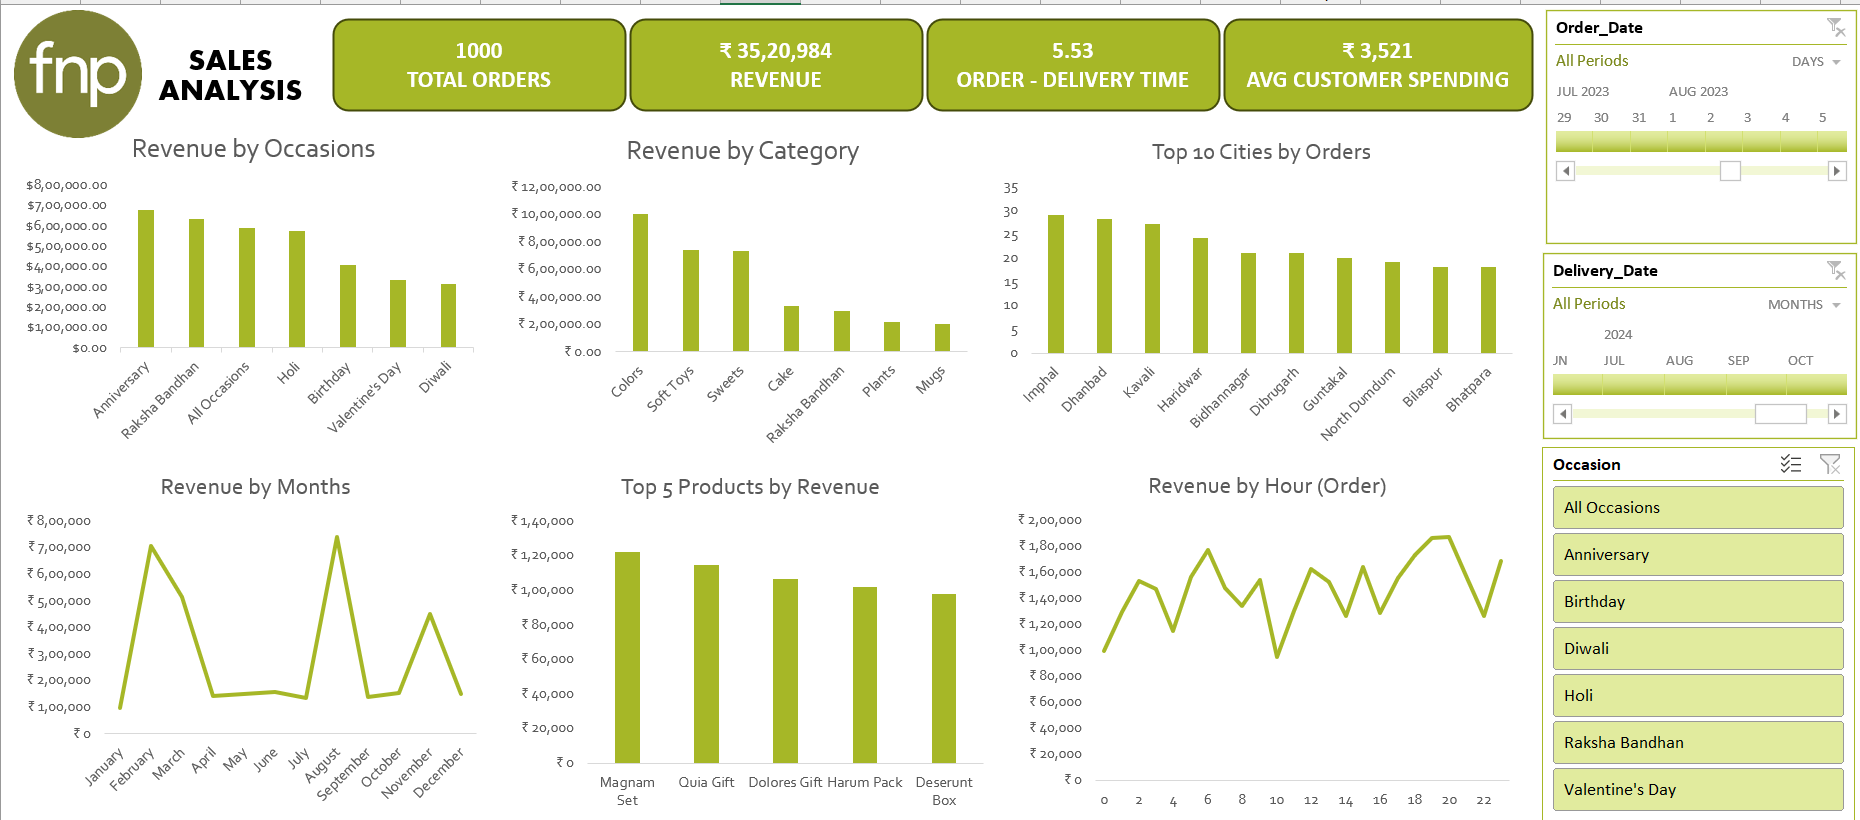 fnp
SALES
ANALYSIS
1000
TOTAL ORDERS
₹ 35,20,984
REVENUE
5.53
ORDER - DELIVERY TIME
₹ 3,521
AVG CUSTOMER SPENDING
Revenue by Occasions
$8,00,000.00
$7,00,000.00
$6,00,000.00
$5,00,000.00
$4,00,000.00
$3,00,000.00
$2,00,000.00
$1,00,000.00
$0.00
Anniversary
Raksha Bandhan
All Occasions
Holi
Birthday
Valentine's Day
Diwali
Revenue by Category
₹ 12,00,000.00
₹ 10,00,000.00
₹ 8,00,000.00
₹ 6,00,000.00
₹ 4,00,000.00
₹ 2,00,000.00
₹ 0.00
Colors
Soft Toys
Sweets
Cake
Raksha Bandhan
Plants
Mugs
Top 10 Cities by Orders
35
30
25
20
15
10
5
0
Imphal
Dhanbad
Kavali
Haridwar
Bidhannagar
Dibrugarh
Guntakal
North Dumdum
Bilaspur
Bhatpara
Revenue by Months
₹ 8,00,000
₹ 7,00,000
₹ 6,00,000
₹ 5,00,000
₹ 4,00,000
₹ 3,00,000
₹ 2,00,000
₹ 1,00,000
₹ 0
January
February
March
April
May
June
July
August
September
October
November
December
Top 5 Products by Revenue
₹ 1,40,000
₹ 1,20,000
₹ 1,00,000
₹ 80,000
₹ 60,000
₹ 40,000
₹ 20,000
₹ 0
Magnam Set
Quia Gift
Dolores Gift
Harum Pack
Deserunt Box
Revenue by Hour (Order)
₹ 2,00,000
₹ 1,80,000
₹ 1,60,000
₹ 1,40,000
₹ 1,20,000
₹ 1,00,000
₹ 80,000
₹ 60,000
₹ 40,000
₹ 20,000
₹ 0
0 2 4 6 8 10 12 14 16 18 20 22
Order_Date
All Periods DAYS
JUL 2023 AUG 2023
29 30 31 1 2 3 4 5
Delivery_Date
All Periods MONTHS
2024
JN JUL AUG SEP OCT
Occasion
All Occasions
Anniversary
Birthday
Diwali
Holi
Raksha Bandhan
Valentine's Day